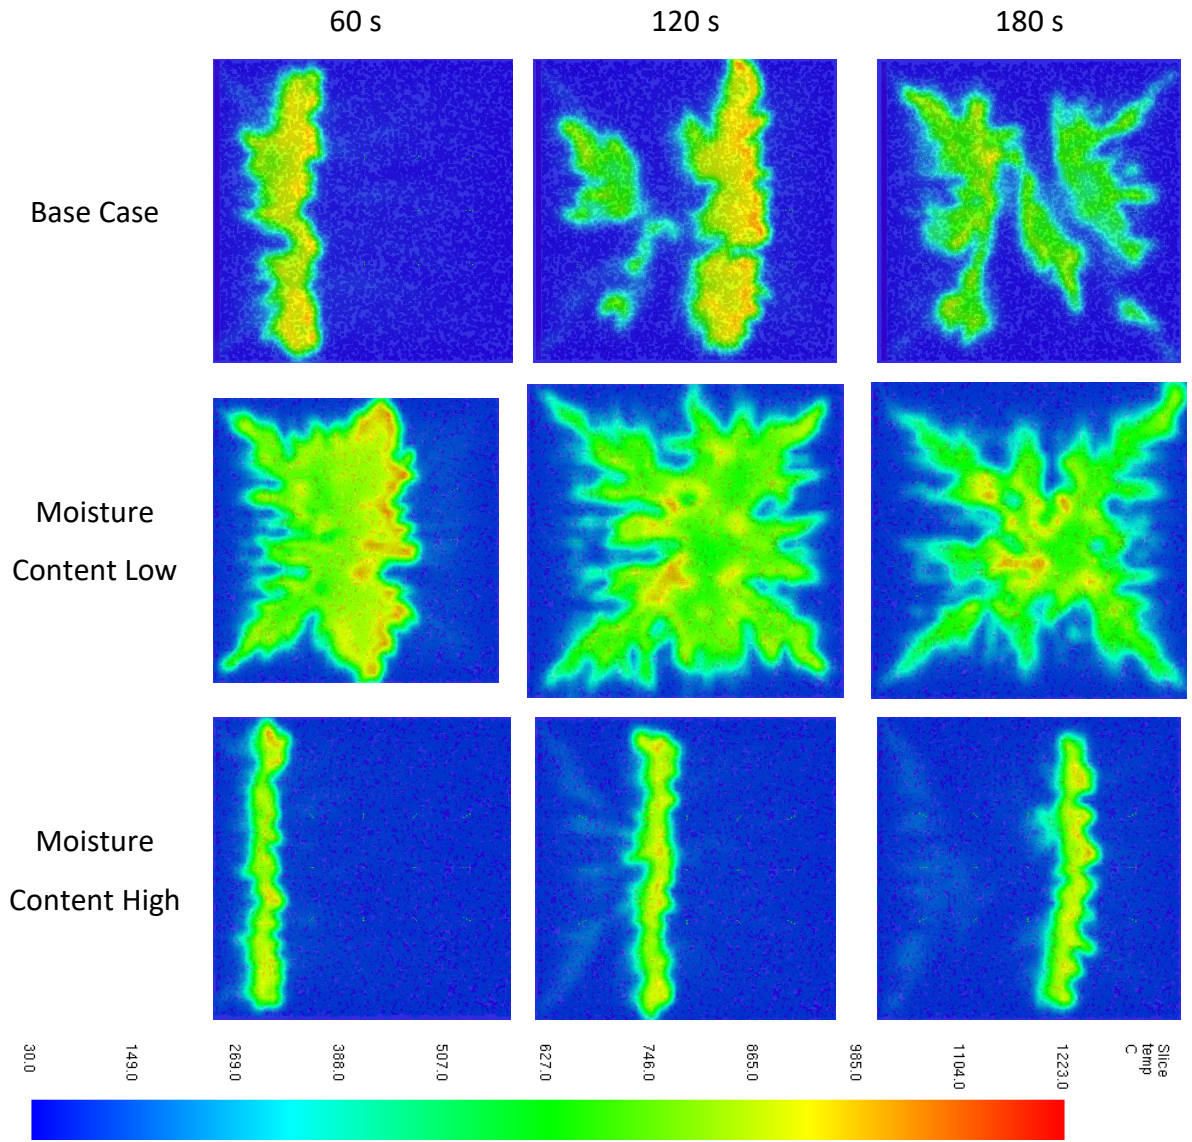 60 s
120 s
180 s
Base Case
Moisture
Content Low
Moisture
Content High
30.0
149.0
269.0
388.0
507.0
627.0
746.0
865.0
985.0
1104.0
1223.0
Slice
temp
C